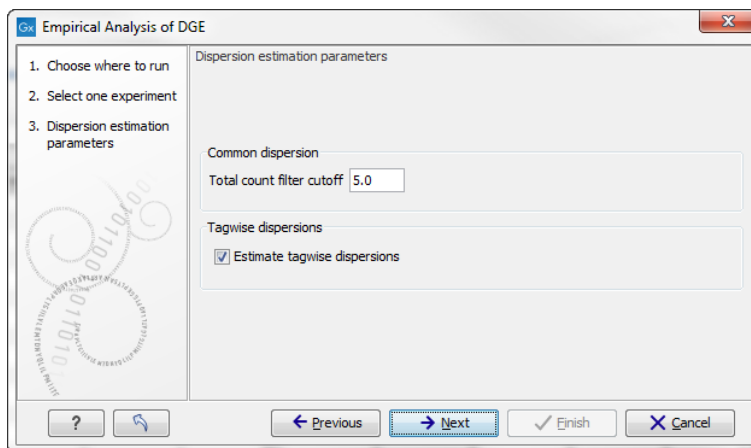 Gx Empirical Analysis of DGE
1. Choose where to run
2. Select one experiment
3. Dispersion estimation
parameters
Dispersion estimation parameters
Common dispersion
Total count filter cutoff 5.0
Tagwise dispersions
Estimate tagwise dispersions
? Previous Next Finish Cancel